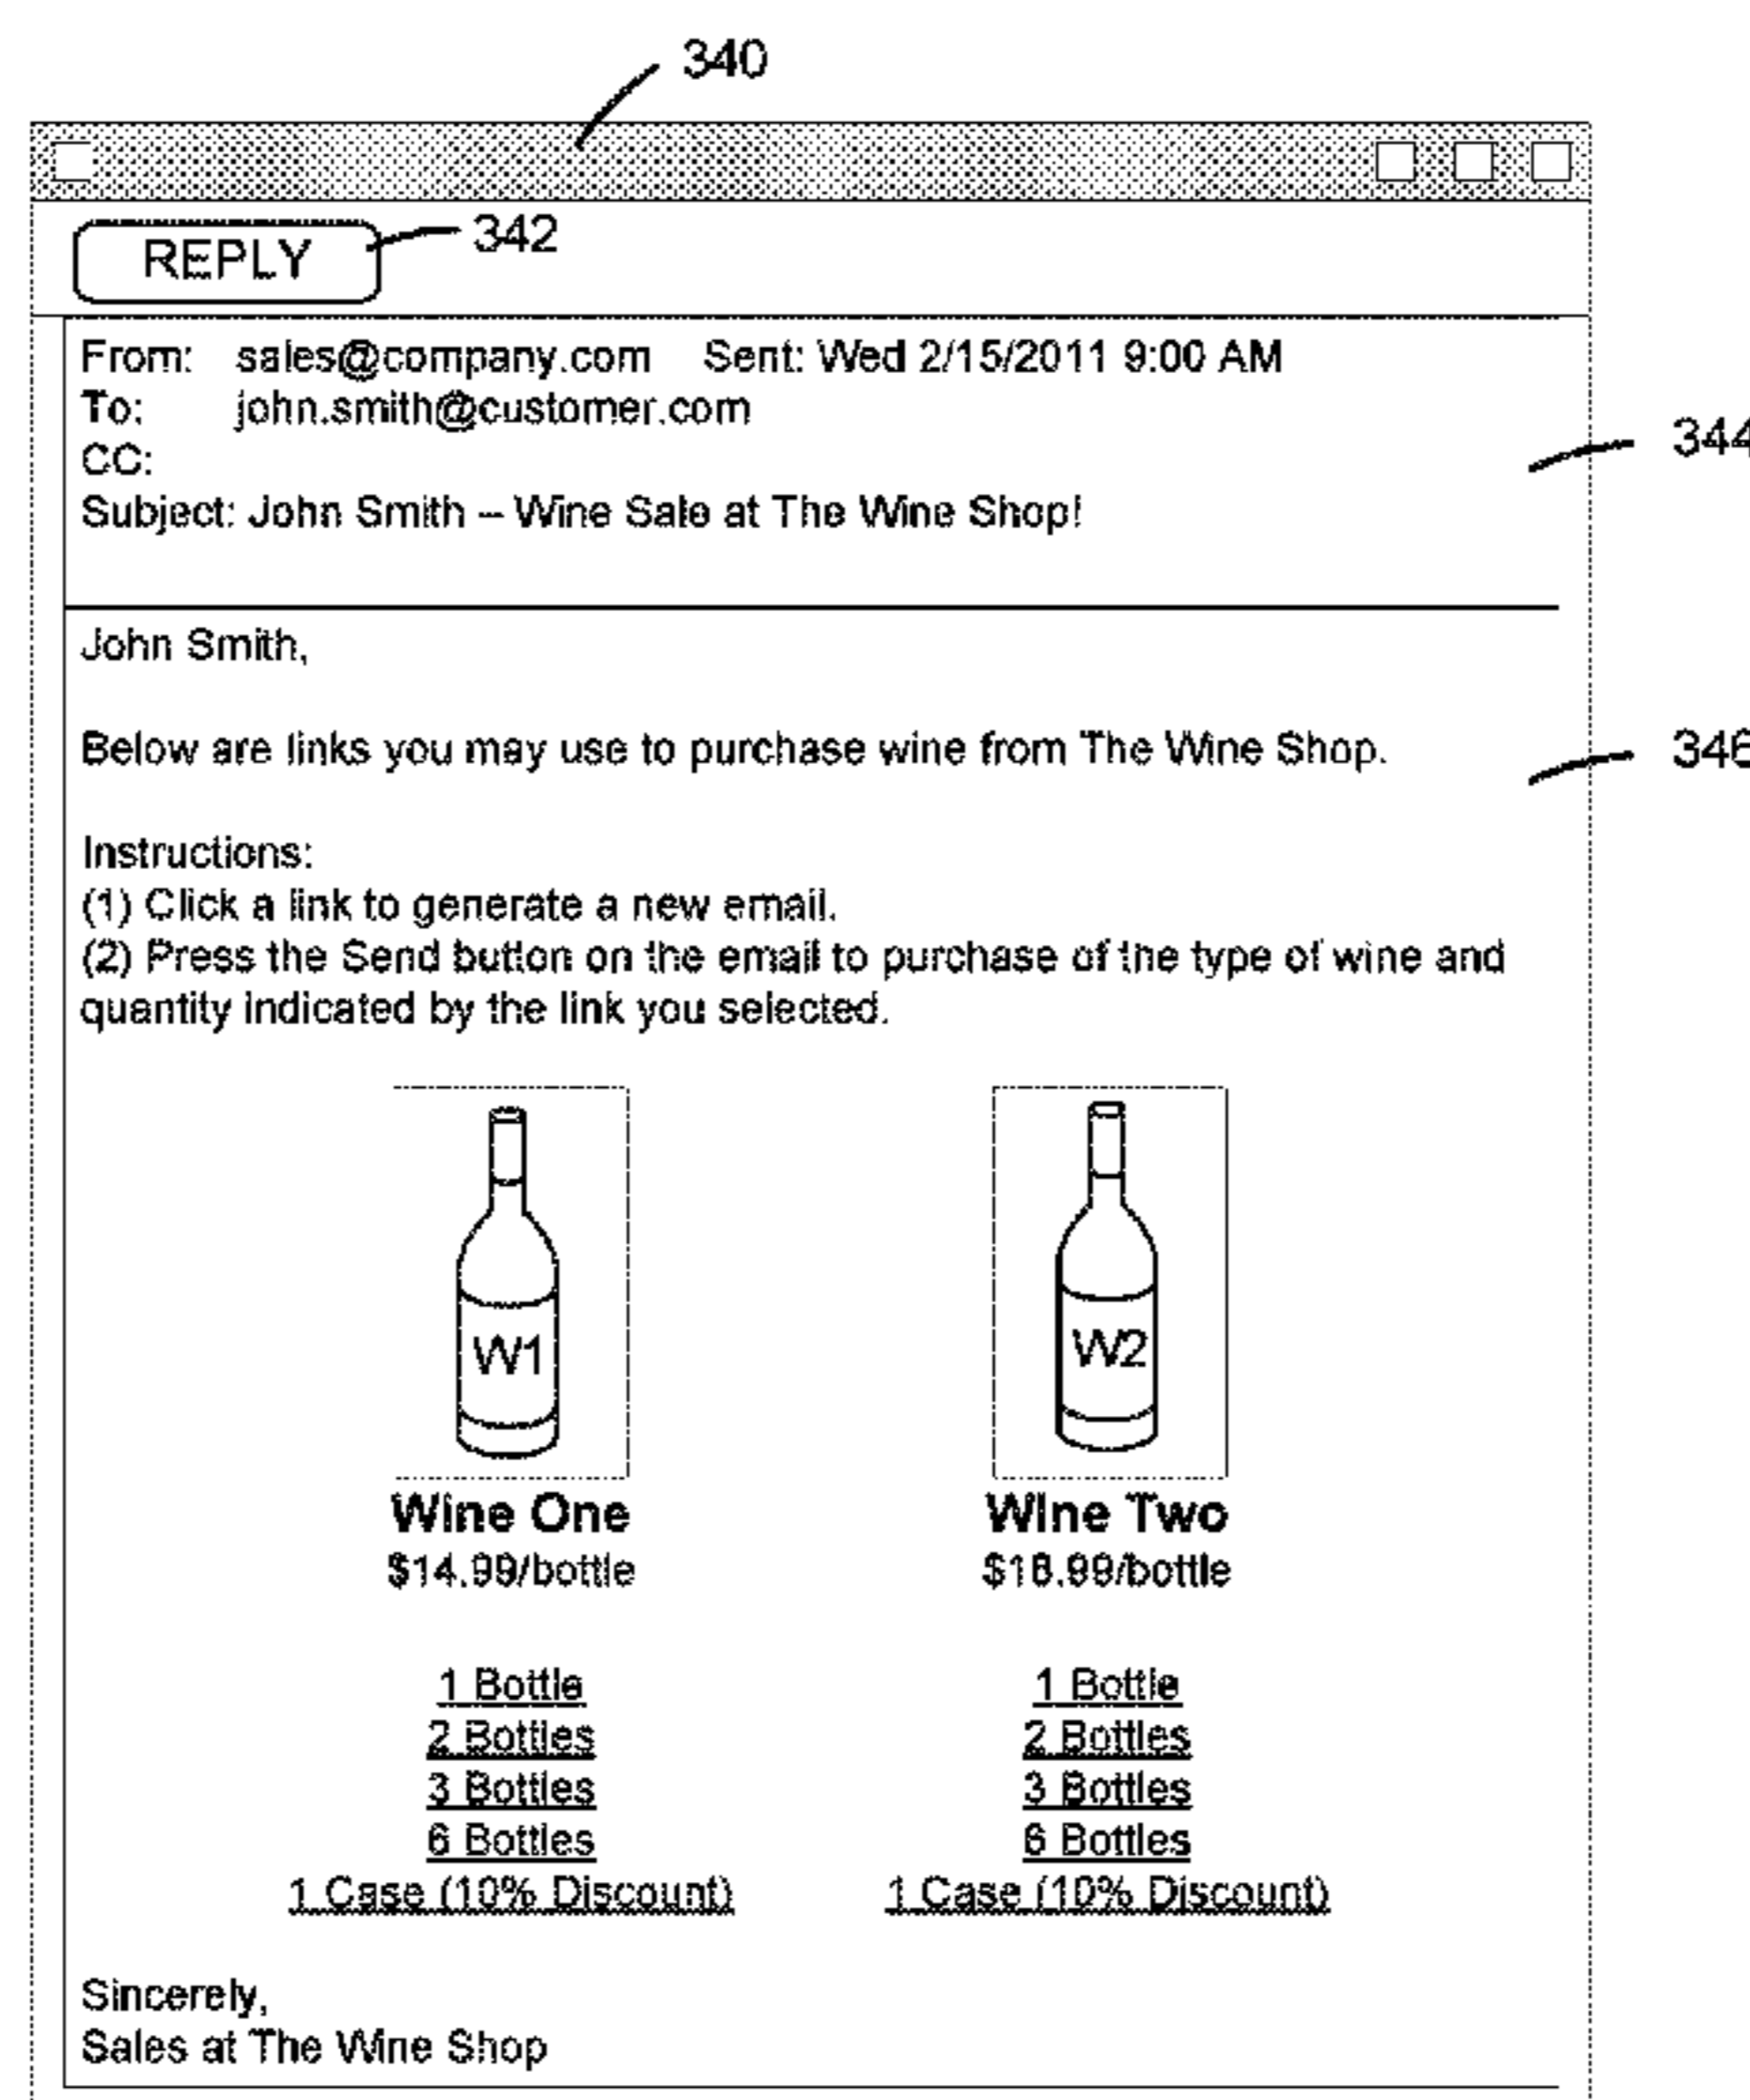 340
REPLY
342
From: sales@company.com Sent: Wed 2/15/2011 9:00 AM
To: john.smith@customer.com
CC:
344
Subject: John Smith – Wine Sale at The Wine Shop!
John Smith,
Below are links you may use to purchase wine from The Wine Shop.
346
Instructions:
(1) Click a link to generate a new email.
(2) Press the Send button on the email to purchase of the type of wine and
quantity indicated by the link you selected.
W1 W2
Wine One Wine Two
$14.99/bottle /bottle
1 Bottle 1 Bottle
2 Bottles 2 Bottles
3 Bottles 3 Bottles
6 Bottles 6 Bottles
1 Case (10% Discount) 1 Case (10% Discount)
Sincerely,
Sales at The Wine Shop